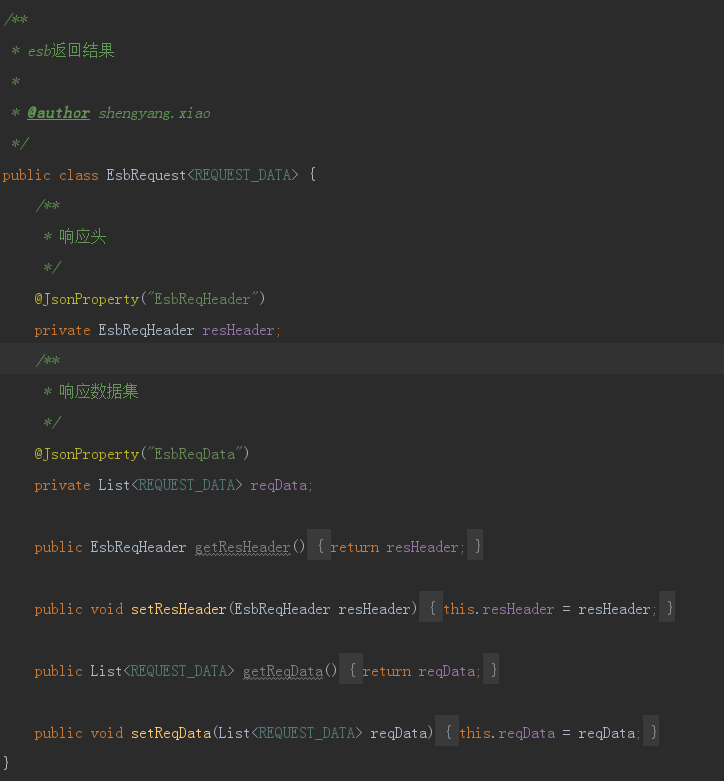 /**
 * esb返回结果
 *
 * @author shengyang.xiao
 */
public class EsbRequest<REQUEST_DATA> {
    /**
     * 响应头
     */
    @JsonProperty("EsbReqHeader")
    private EsbReqHeader resHeader;
    /**
     * 响应数据集
     */
    @JsonProperty("EsbReqData")
    private List<REQUEST_DATA> reqData;
    public EsbReqHeader getResHeader() { return resHeader; }
    public void setResHeader(EsbReqHeader resHeader) { this.resHeader = resHeader; }
    public List<REQUEST_DATA> getReqData() { return reqData; }
    public void setReqData(List<REQUEST_DATA> reqData) { this.reqData = reqData; }
}